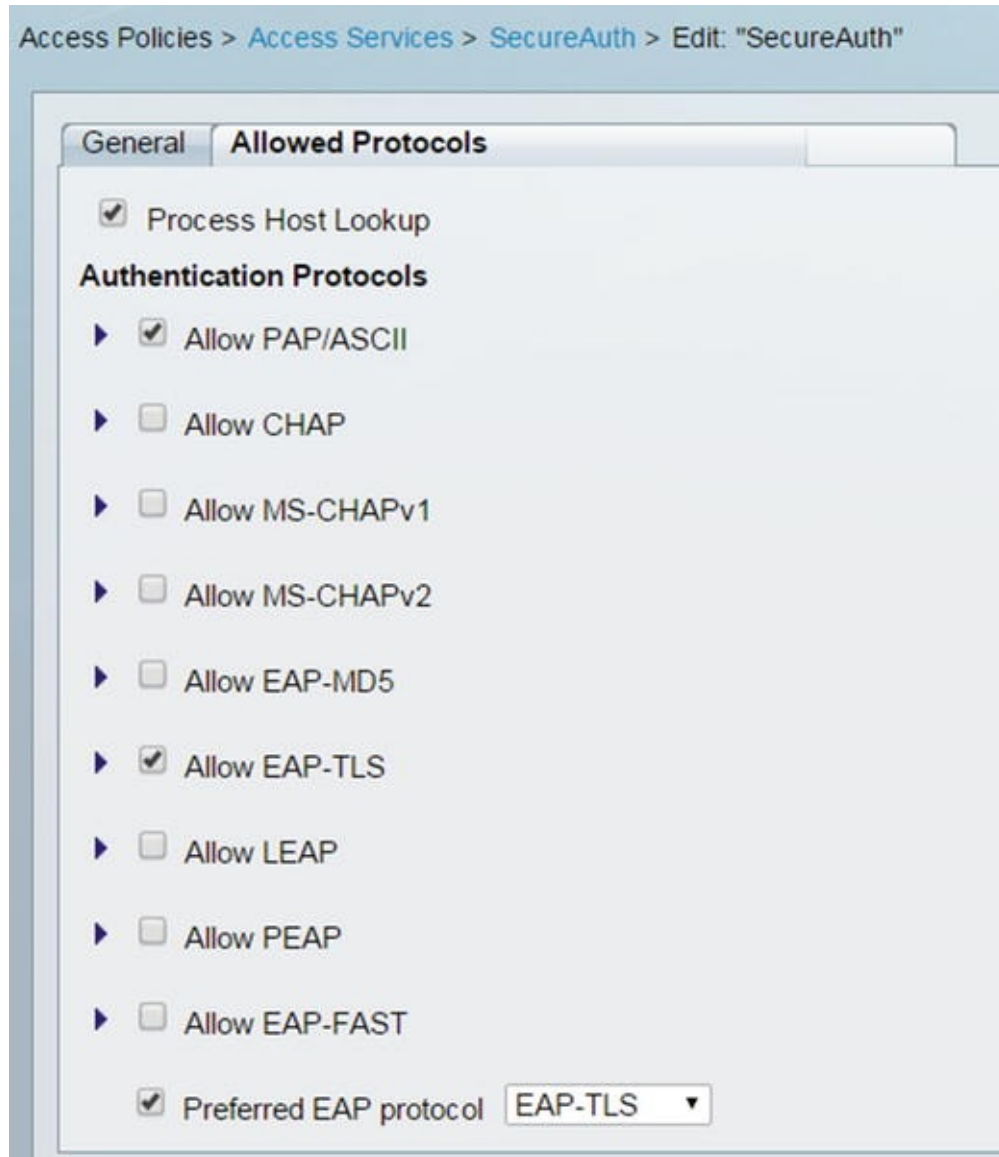 Access Policies > Access Services > SecureAuth > Edit: "SecureAuth"
General Allowed Protocols
Process Host Lookup
Authentication Protocols
Allow PAP/ASCII
Allow CHAP
Allow MS-CHAPv1
Allow MS-CHAPv2
Allow EAP-MD5
Allow EAP-TLS
Allow LEAP
Allow PEAP
Allow EAP-FAST
Preferred EAP protocol EAP-TLS